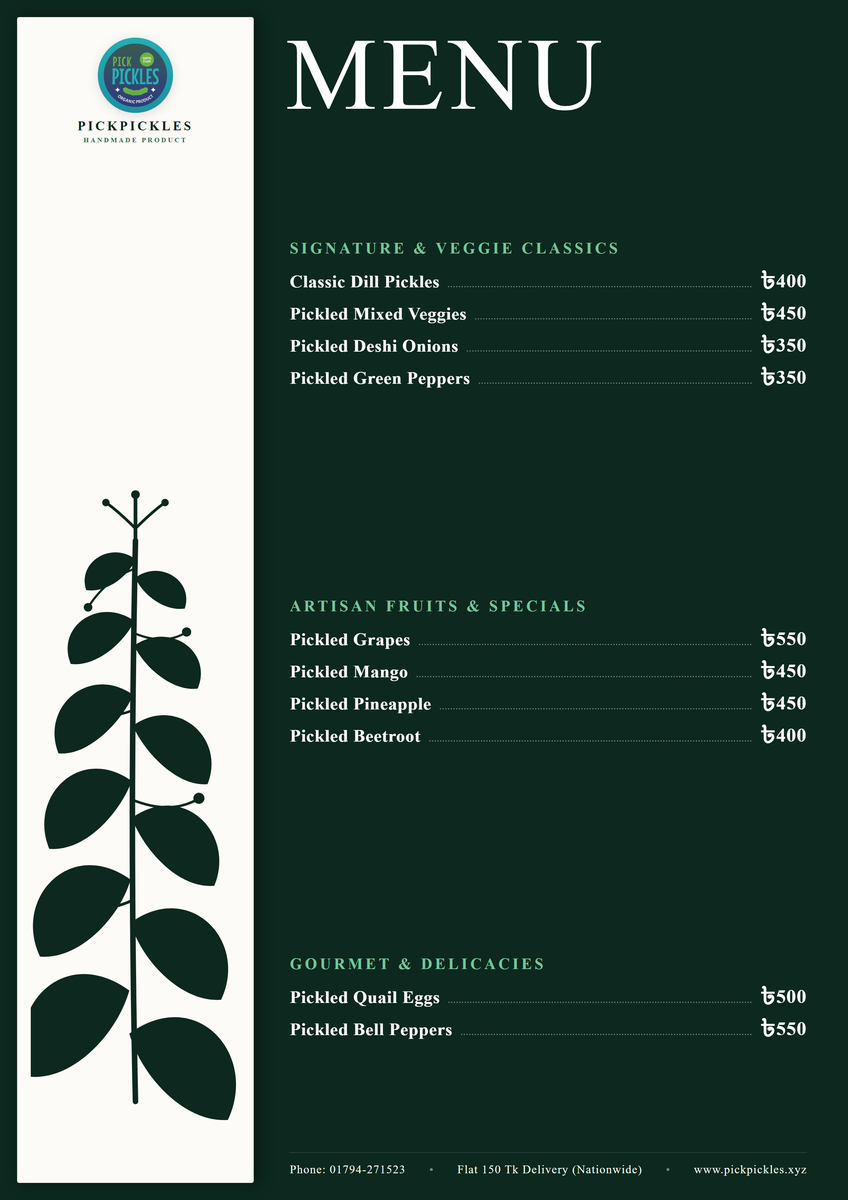 PICK
PICKLES
ORGANIC PRODUCT
PICKPICKLES
HANDMADE PRODUCT
MENU
SIGNATURE & VEGGIE CLASSICS
Classic Dill Pickles ৳400
Pickled Mixed Veggies ৳450
Pickled Deshi Onions ৳350
Pickled Green Peppers ৳350
ARTISAN FRUITS & SPECIALS
Pickled Grapes ৳550
Pickled Mango ৳450
Pickled Pineapple ৳450
Pickled Beetroot ৳400
GOURMET & DELICACIES
Pickled Quail Eggs ৳500
Pickled Bell Peppers ৳550
Phone: 01794-271523 • Flat 150 Tk Delivery (Nationwide) • www.pickpickles.xyz